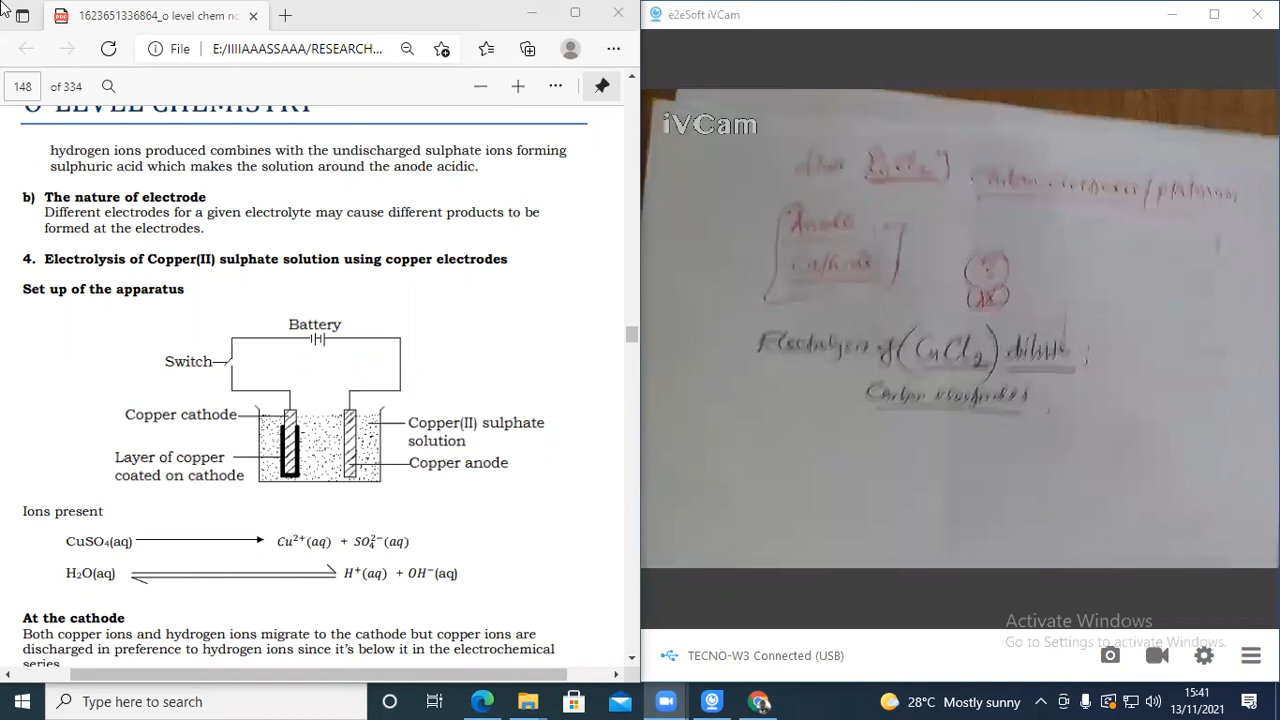 1623651336864_o level chem nc
File
E:/IIIIAAASSAAA/RESEARCH...
148 of 334
O-LEVEL CHEMISTRY
hydrogen ions produced combines with the undischarged sulphate ions forming
sulphuric acid which makes the solution around the anode acidic.
b) The nature of electrode
Different electrodes for a given electrolyte may cause different products to be
formed at the electrodes.
4. Electrolysis of Copper(II) sulphate solution using copper electrodes
Set up of the apparatus
Battery
Switch
Copper cathode
Copper(II) sulphate
solution
Layer of copper
coated on cathode
Copper anode
Ions present
CuSO₄(aq) Cu²⁺(aq) + SO₄²⁻(aq)
H₂O(aq) H⁺(aq) + OH⁻(aq)
At the cathode
Both copper ions and hydrogen ions migrate to the cathode but copper ions are
discharged in preference to hydrogen ions since it's below it in the electrochemical
series
Type here to search
e2eSoft iVCam
iVCam
/platinum
Anode
Cathode
Electrolysis of (CuCl₂) dilute ;
Carbon electrodes
Activate Windows
Go to Settings to activate Windows.
TECNO-W3 Connected (USB)
28°C Mostly sunny
15:41
13/11/2021